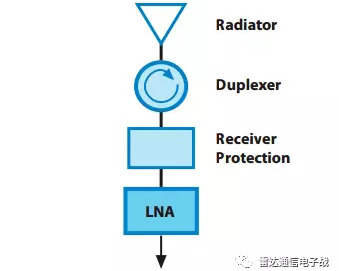 Radiator
Duplexer
Receiver
Protection
LNA
雷达通信电子战